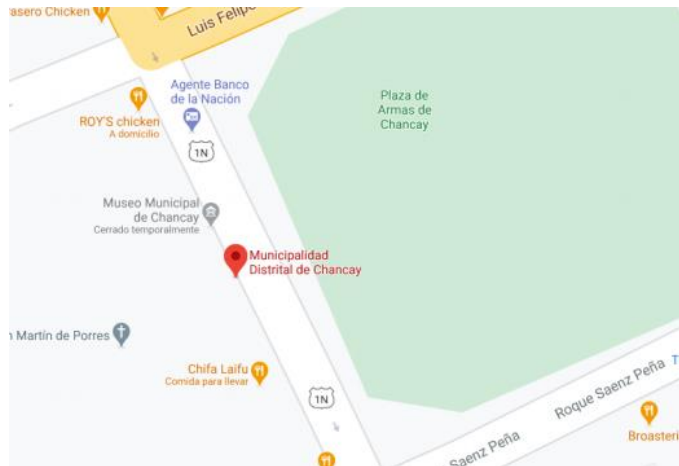 asero Chicken
Luis Felipe
Agente Banco
de la Nación
ROY'S chicken
A domicilio
1N
Plaza de
Armas de
Chancay
Museo Municipal
de Chancay
Cerrado temporalmente
Municipalidad
Distrital de Chancay
n Martín de Porres
Chifa Laifu
Comida para llevar
1N
Roque Saenz Peña
T
Saenz Peña
Broasteri